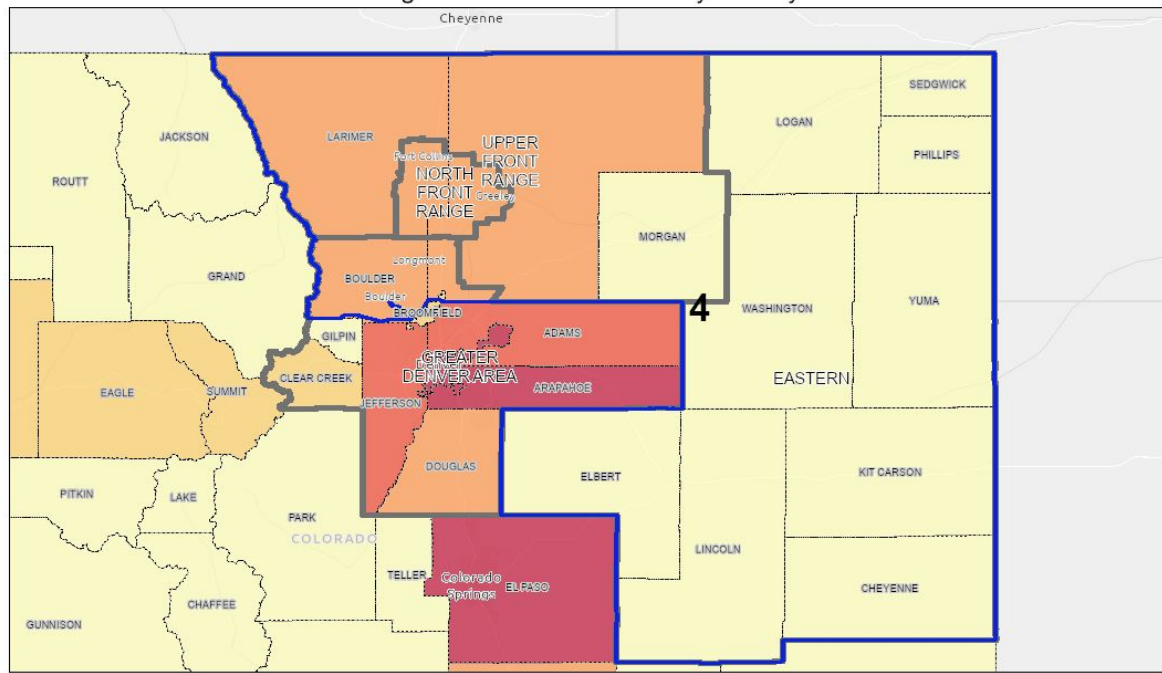 Cheyenne
SEDGWICK
LOGAN
JACKSON
LARIMER
UPPER
FRONT
RANGE
Fort Collins
PHILLIPS
ROUTT
NORTH
FRONT
RANGE
Greeley
MORGAN
GRAND
Longmont
BOULDER
Boulder
BROOMFIELD
4
WASHINGTON
YUMA
GILPIN
ADAMS
GREATER
DENVER AREA
Denver
CLEAR CREEK
EASTERN
EAGLE
SUMMIT
JEFFERSON
ARAPAHOE
DOUGLAS
ELBERT
KIT CARSON
PITKIN
LAKE
PARK
COLORADO
LINCOLN
TELLER
Colorado
Springs
EL PASO
CHEYENNE
CHAFFEE
GUNNISON